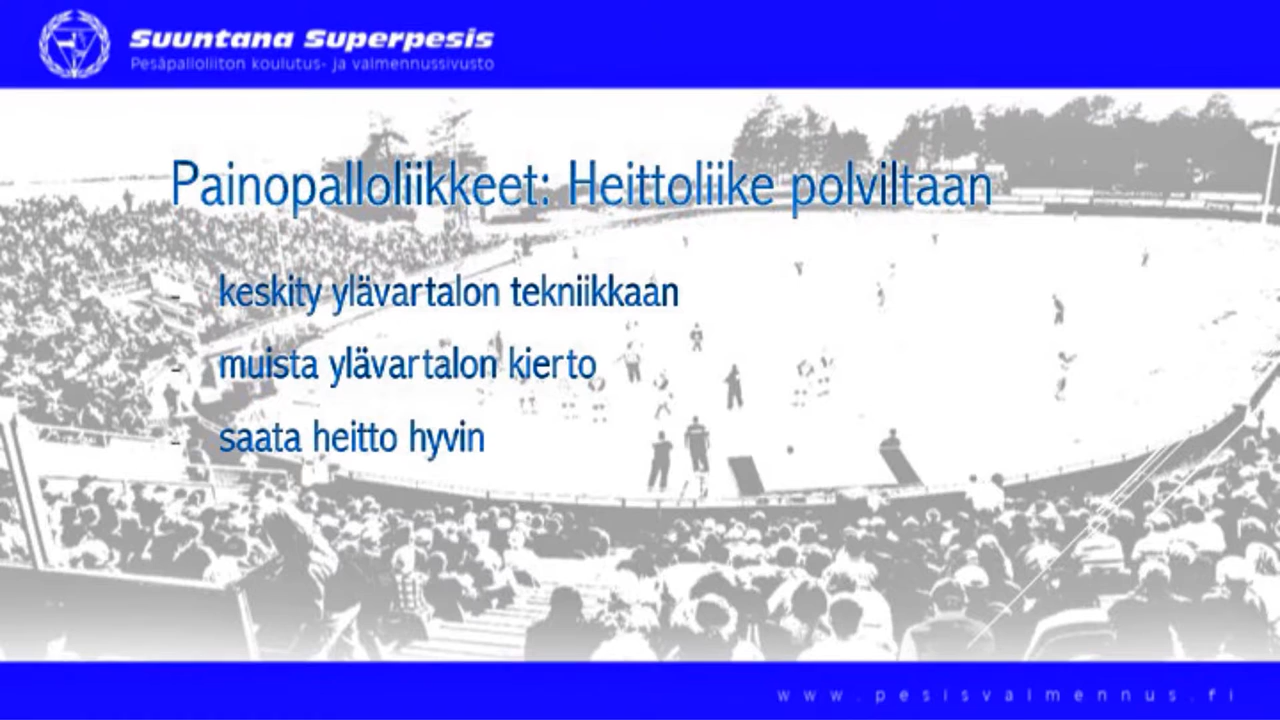 Suuntana Superpesis
Pesäpalloliiton koulutus- ja valmennussivusto
Painopalloliikkeet: Heittoliike polviltaan
- keskity ylävartalon tekniikkaan
- muista ylävartalon kierto
- saata heitto hyvin
www.pesisvalmennus.fi